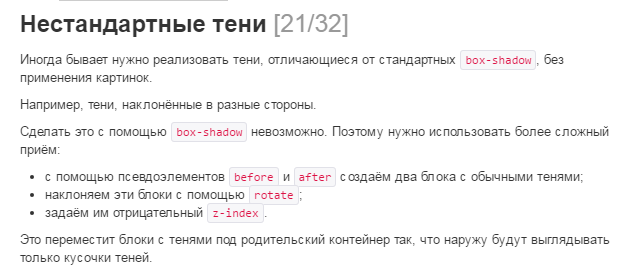 Нестандартные тени [21/32]
Иногда бывает нужно реализовать тени, отличающиеся от стандартных box-shadow, без
применения картинок.
Например, тени, наклонённые в разные стороны.
Сделать это с помощью box-shadow невозможно. Поэтому нужно использовать более сложный
приём:
• с помощью псевдоэлементов before и after создаём два блока с обычными тенями;
• наклоняем эти блоки с помощью rotate;
• задаём им отрицательный z-index.
Это переместит блоки с тенями под родительский контейнер так, что наружу будут выглядывать
только кусочки теней.